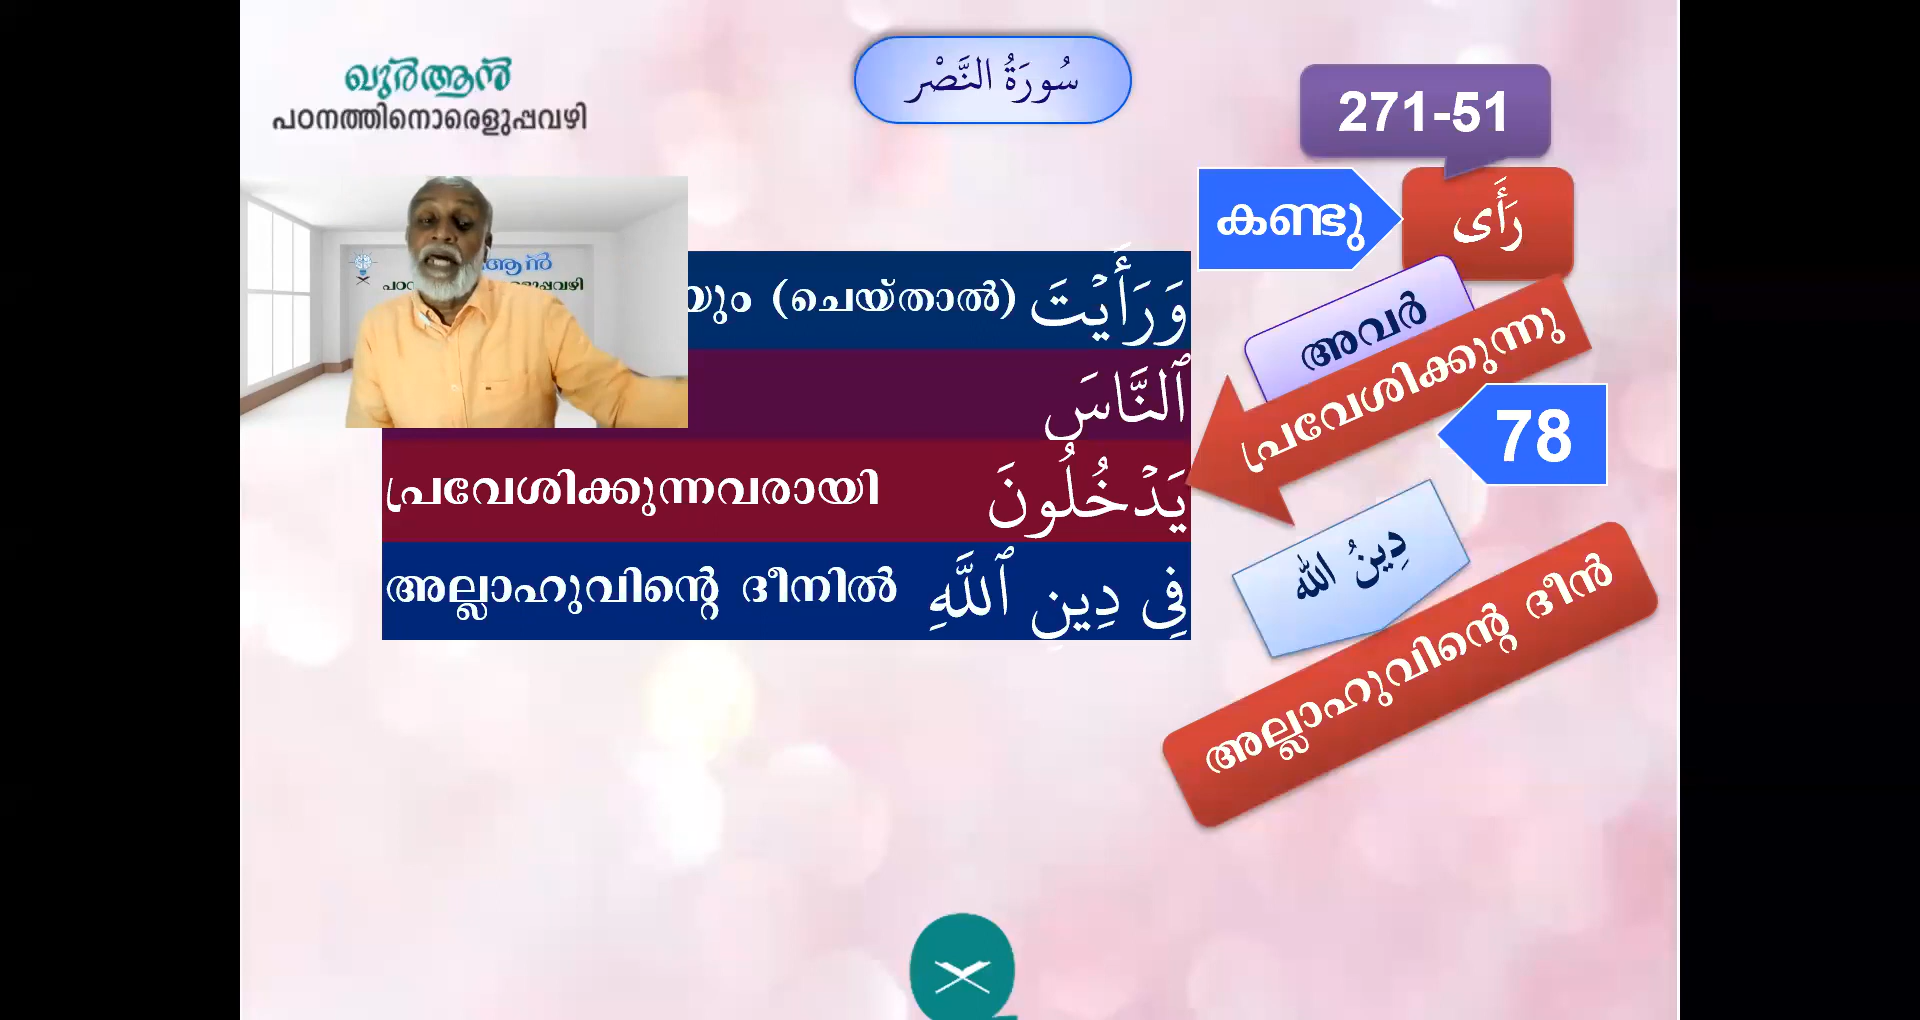 ഖുർആൻ
പഠനത്തിനൊരെളുപ്പവഴി
سُورَةُ النَّصْر
271-51
കണ്ടു
رَأَى
യും (ചെയ്താൽ) وَرَأَيْتَ
ٱلنَّاسَ
പ്രവേശിക്കുന്നവരായി يَدْخُلُونَ
അല്ലാഹുവിന്റെ ദീനിൽ فِى دِينِ ٱللَّهِ
അവർ
പ്രവേശിക്കുന്നു
78
دِينُ الله
അല്ലാഹുവിന്റെ ദീൻ